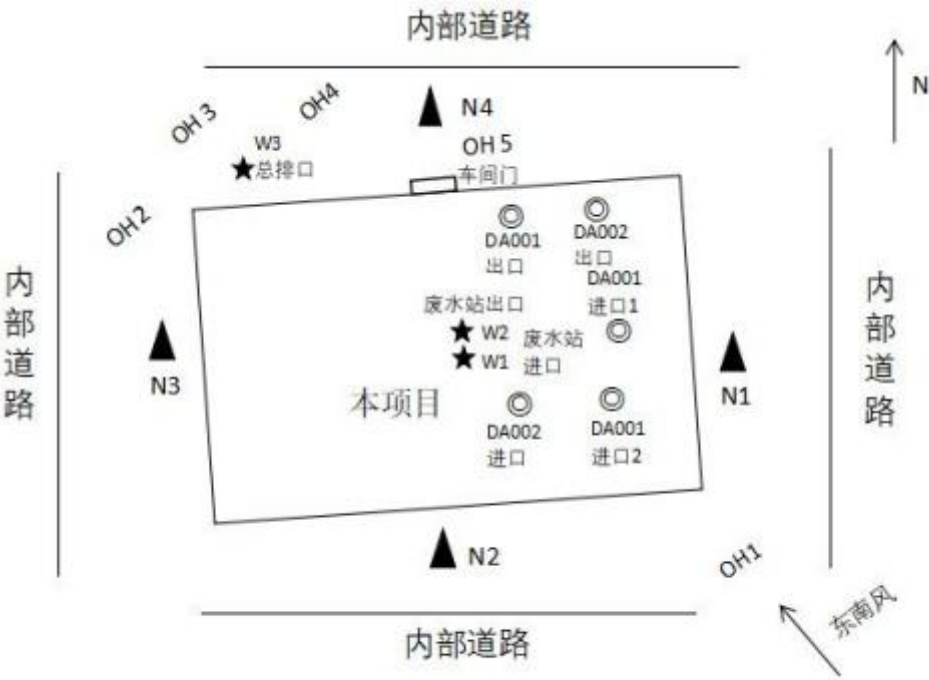 内部道路
N
OH4
OH 3
N4
W3
总排口
OH 5
车间门
OH2
DA001
出口
DA002
出口
DA001
进口1
内部道路
内部道路
废水站出口
W2
W1
废水站
进口
N3
N1
本项目
DA002
进口
DA001
进口2
N2
OH1
东南风
内部道路